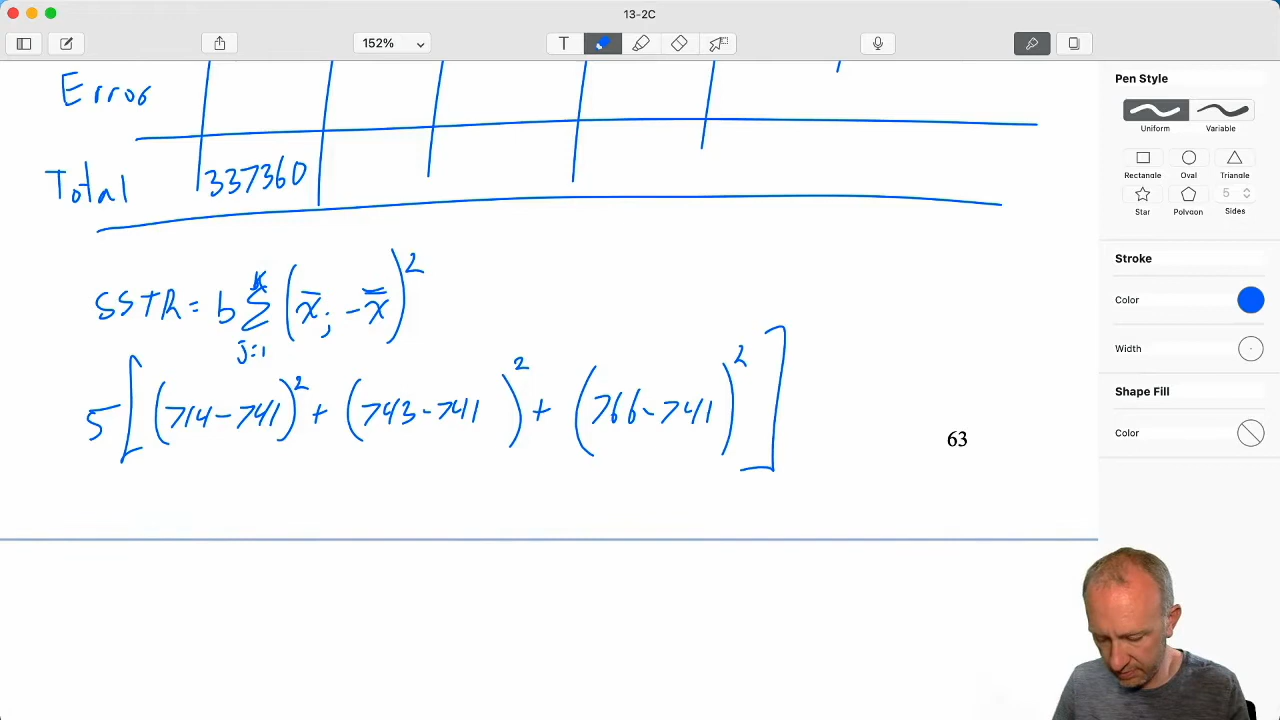 13-2C
152%
T
Error
Total 337360
SSTR = b Σ (x̄j - x̿)²
k
j=1
5[(714-741)² + (743-741)² + (766-741)²]
63
Pen Style
Uniform Variable
Rectangle Oval Triangle
Star Polygon 5 Sides
Stroke
Color
Width
Shape Fill
Color